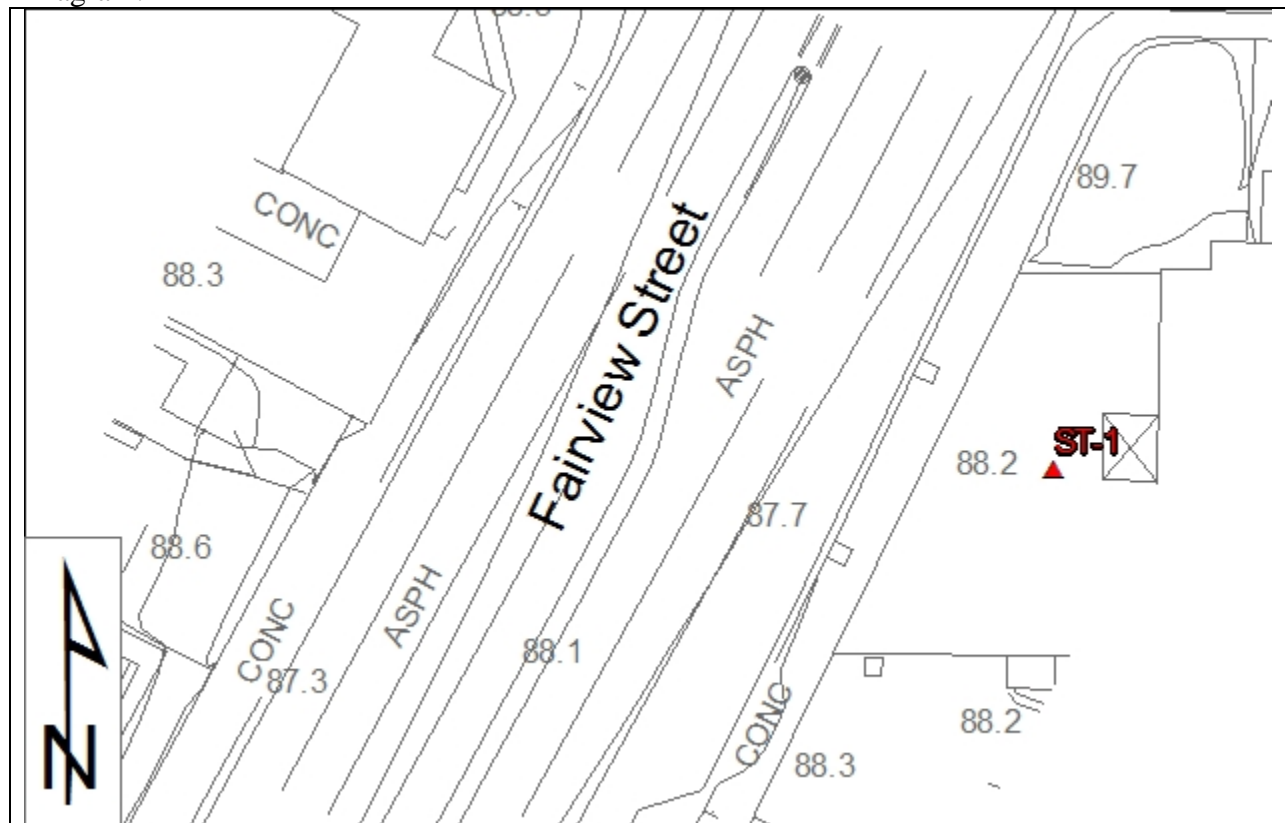 CONC
89.7
88.3
Fairview Street
ASPH
ST-1
88.2
87.7
88.6
ASPH
CONC
88.1
87.3
CONC
88.2
88.3
N